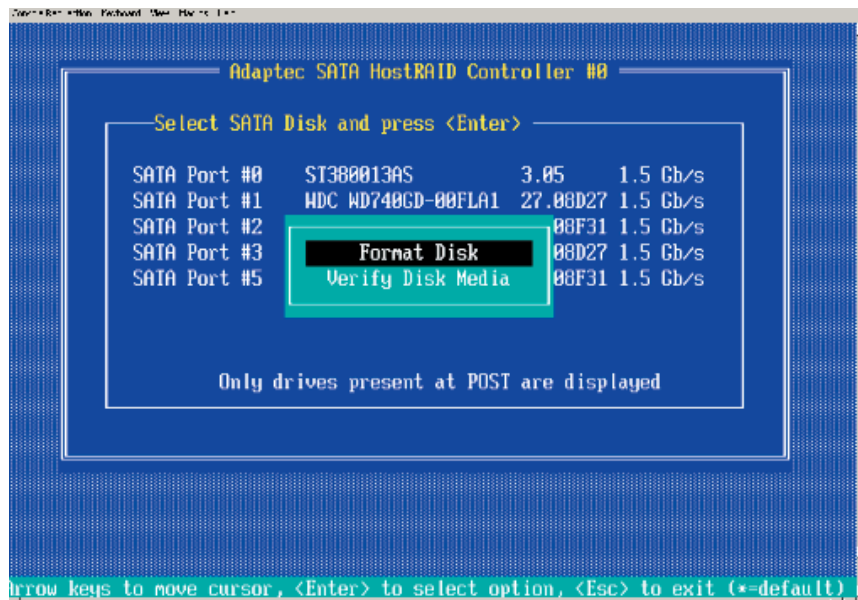 Keyboard View
Adaptec SATA HostRAID Controller #0
Select SATA Disk and press <Enter>
SATA Port #0 ST380013AS 3.05 1.5 Gb/s
SATA Port #1 WDC WD740GD-00FLA1 27.08D27 1.5 Gb/s
SATA Port #2 08F31 1.5 Gb/s
SATA Port #3 Format Disk 08D27 1.5 Gb/s
SATA Port #5 Verify Disk Media 08F31 1.5 Gb/s
Only drives present at POST are displayed
Arrow keys to move cursor, <Enter> to select option, <Esc> to exit (*=default)